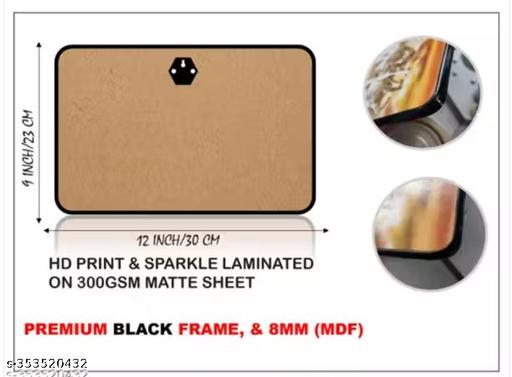 9 INCH/23 CM
12 INCH/30 CM
HD PRINT & SPARKLE LAMINATED
ON 300GSM MATTE SHEET
PREMIUM BLACK FRAME, & 8MM (MDF)
s-353520432
s-353520432